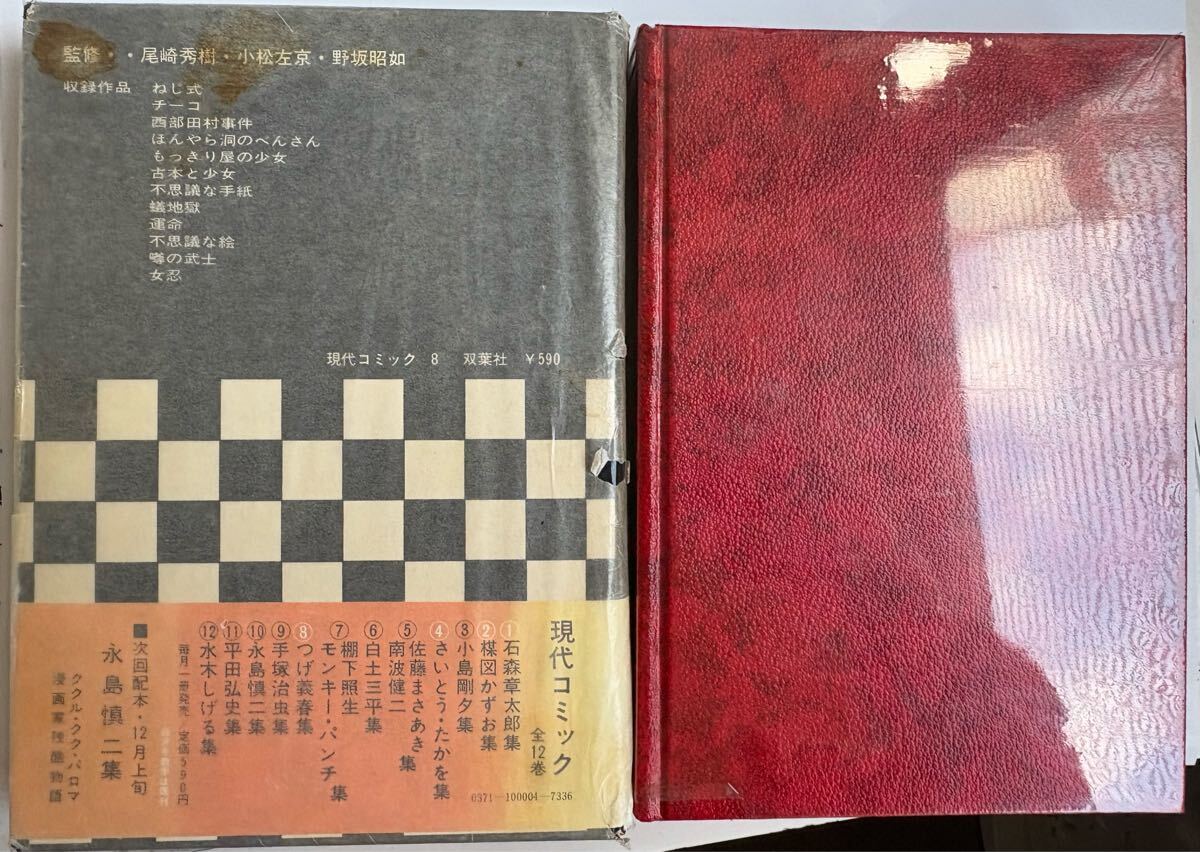 監修・・尾崎秀樹・小松左京・野坂昭如
収録作品 ねじ式
チーコ
西部田村事件
ほんやら洞のべんさん
もっきり屋の少女
古本と少女
不思議な手紙
蟻地獄
運命
不思議な絵
噂の武士
女忍
現代コミック 8 双葉社 ¥590
現代コミック 全12巻
①石森章太郎集
②楳図かずお集
③小島剛夕集
④さいとう・たかを集
⑤佐藤まさあき 南波健二 集
⑥白土三平集
⑦棚下照生 モンキー・パンチ 集
⑧つげ義春集
⑨手塚治虫集
⑩永島慎二集
⑪平田弘史集
⑫水木しげる集
毎月一冊発売/定価590円
■次回配本・12月上旬
永島慎二集
ククル・クク・パロマ
漫画家残酷物語
0371-100004-7336